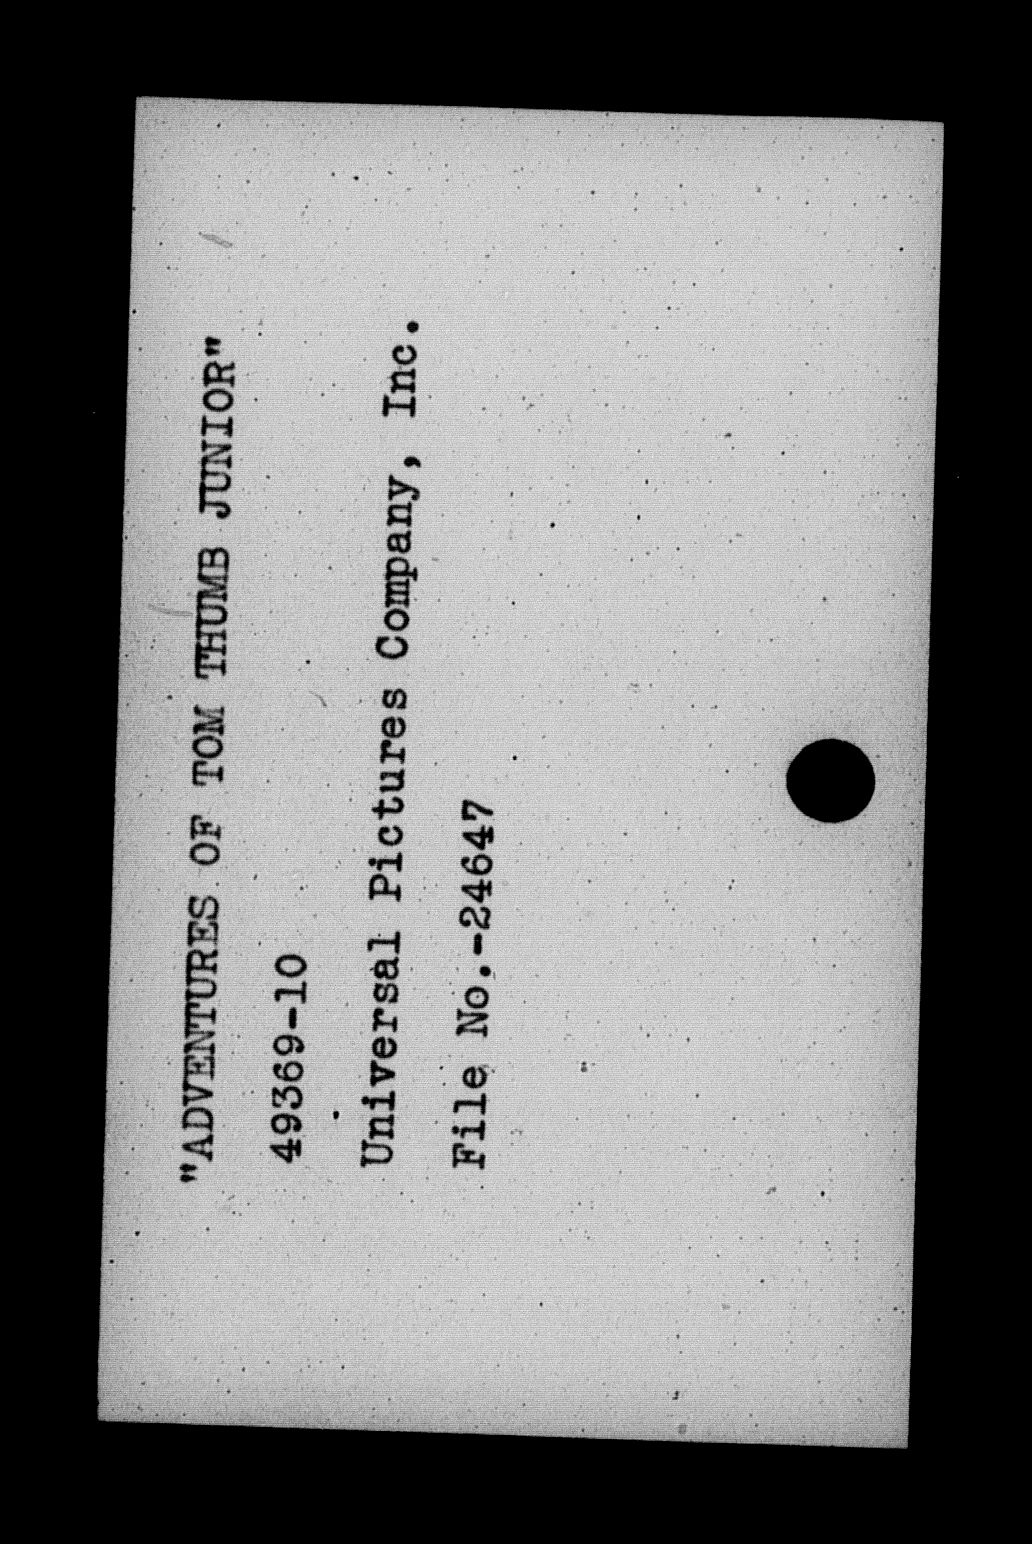 "ADVENTURES OF TOM THUMB JUNIOR"
49369-10
Universal Pictures Company, Inc.
File No.-24647